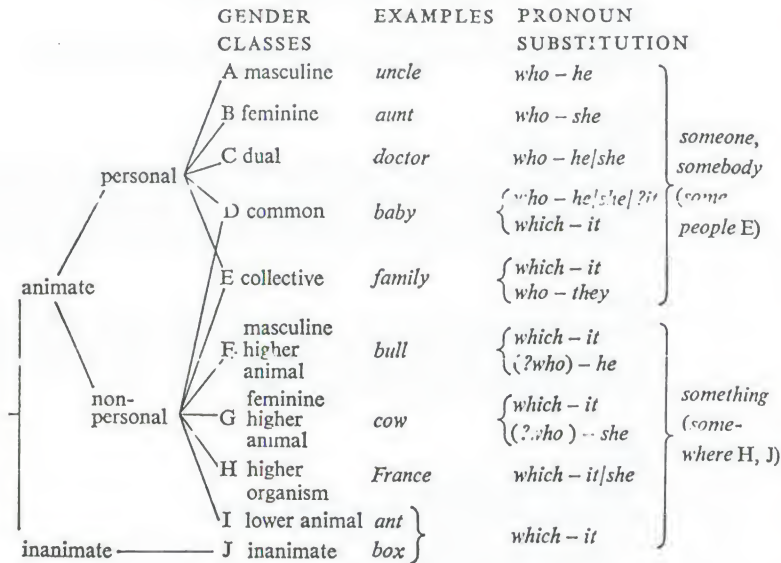 GENDER CLASSES EXAMPLES PRONOUN SUBSTITUTION
A masculine uncle who – he
B feminine aunt who – she
C dual doctor who – he/she
personal
D common baby who – he/she/?it
which – it
someone, somebody (some people E)
E collective family which – it
who – they
animate
F masculine higher animal bull which – it
(?who) – he
non-personal
G feminine higher animal cow which – it
(?who) – she
something (some-where H, J)
H higher organism France which – it/she
I lower animal ant
which – it
inanimate J inanimate box